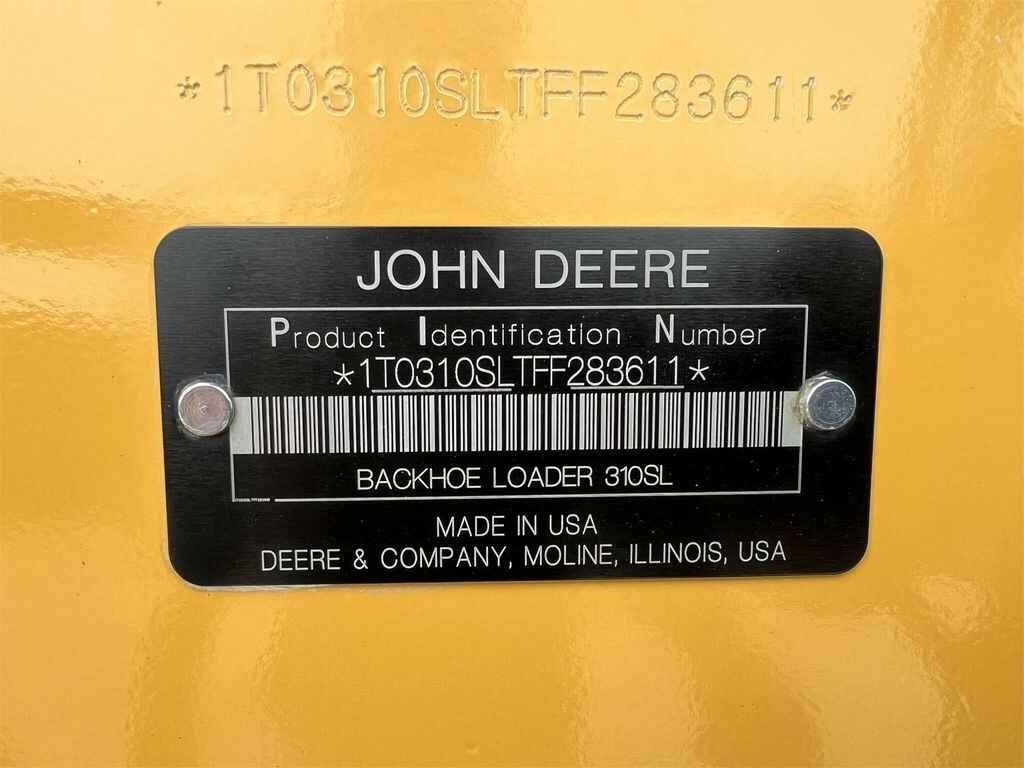 *1T0310SLTFF283611*
JOHN DEERE
Product Identification Number
*1T0310SLTFF283611*
BACKHOE LOADER 310SL
MADE IN USA
DEERE & COMPANY, MOLINE, ILLINOIS, USA